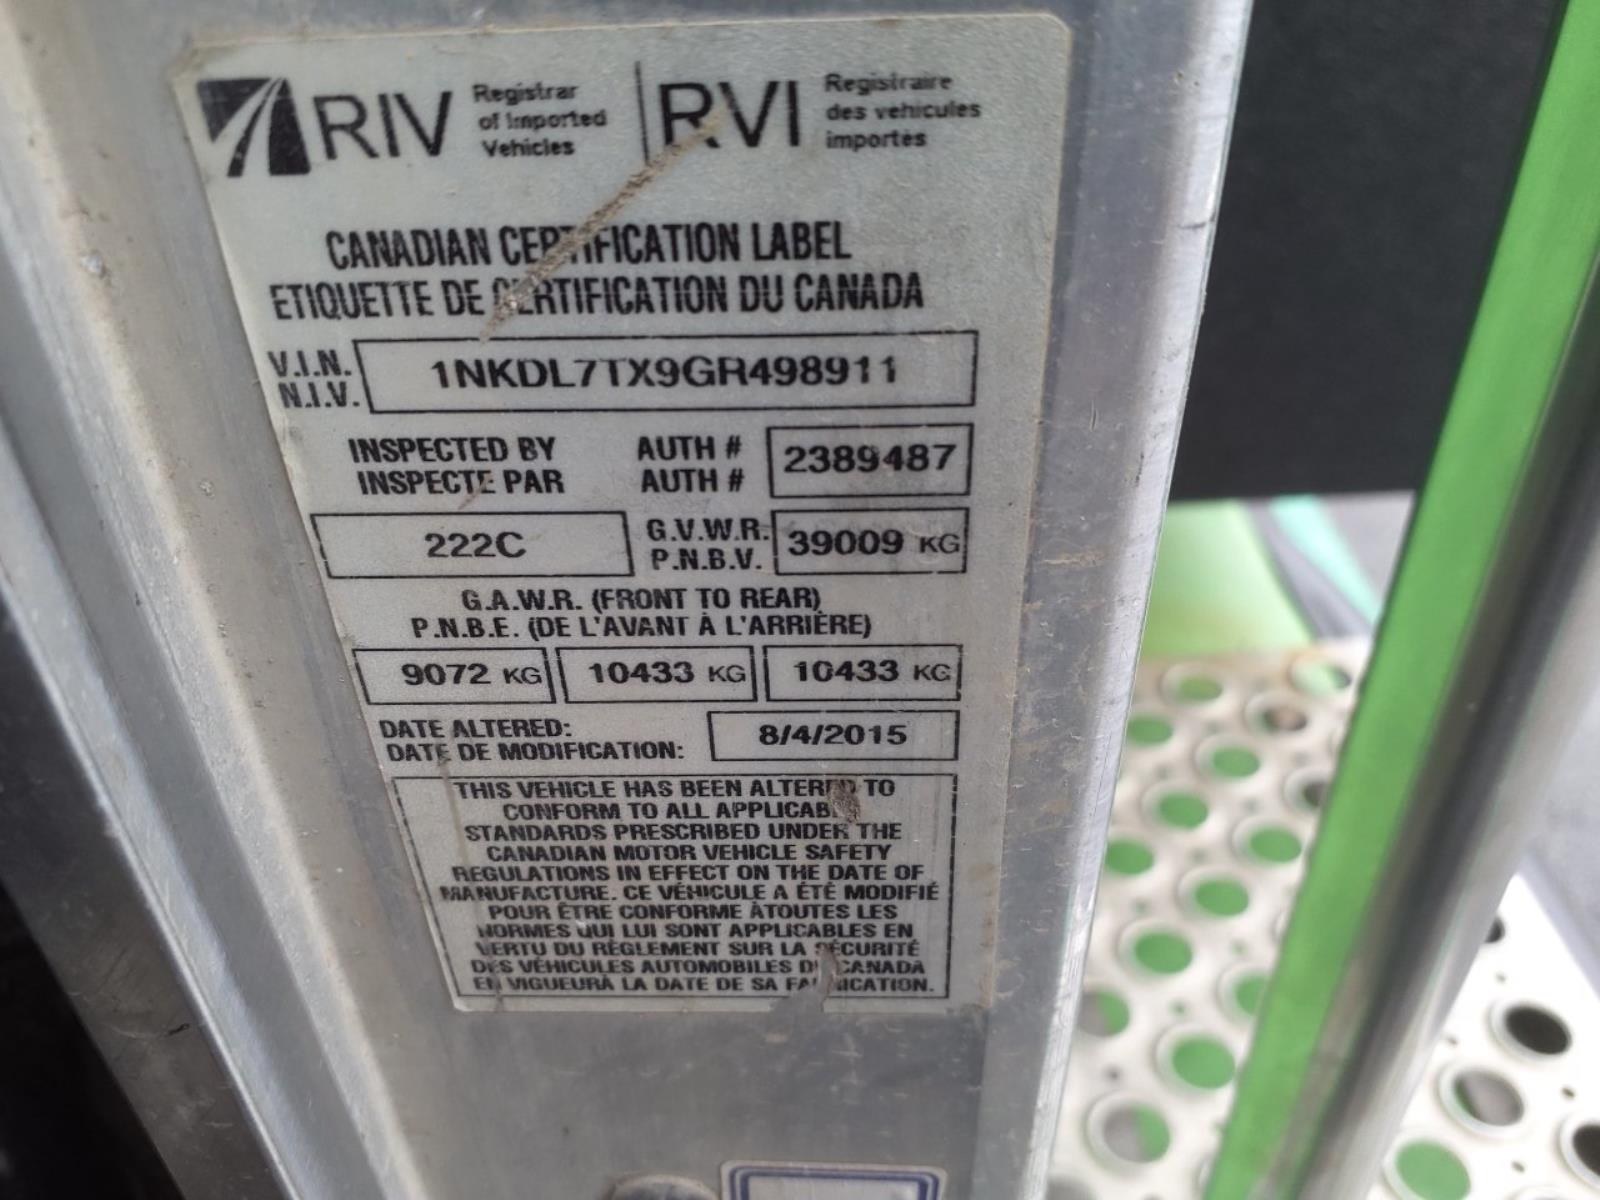 RIV Registrar of Imported Vehicles | RVI Registraire des vehicules importés
CANADIAN CERTIFICATION LABEL
ETIQUETTE DE CERTIFICATION DU CANADA
V.I.N. 1NKDL7TX9GR498911
N.I.V.
INSPECTED BY AUTH # 2389487
INSPECTE PAR AUTH #
222C G.V.W.R. 39009 KG
P.N.B.V.
G.A.W.R. (FRONT TO REAR)
P.N.B.E. (DE L'AVANT À L'ARRIÈRE)
9072 KG 10433 KG 10433 KG
DATE ALTERED: 8/4/2015
DATE DE MODIFICATION:
THIS VEHICLE HAS BEEN ALTERED TO
CONFORM TO ALL APPLICABLE
STANDARDS PRESCRIBED UNDER THE
CANADIAN MOTOR VEHICLE SAFETY
REGULATIONS IN EFFECT ON THE DATE OF
MANUFACTURE. CE VÉHICULE A ÉTÉ MODIFIÉ
POUR ÊTRE CONFORME ÀTOUTES LES
NORMES QUI LUI SONT APPLICABLES EN
VERTU DU RÈGLEMENT SUR LA SÉCURITÉ
DES VÉHICULES AUTOMOBILES DU CANADA
EN VIGUEURÀ LA DATE DE SA FABRICATION.